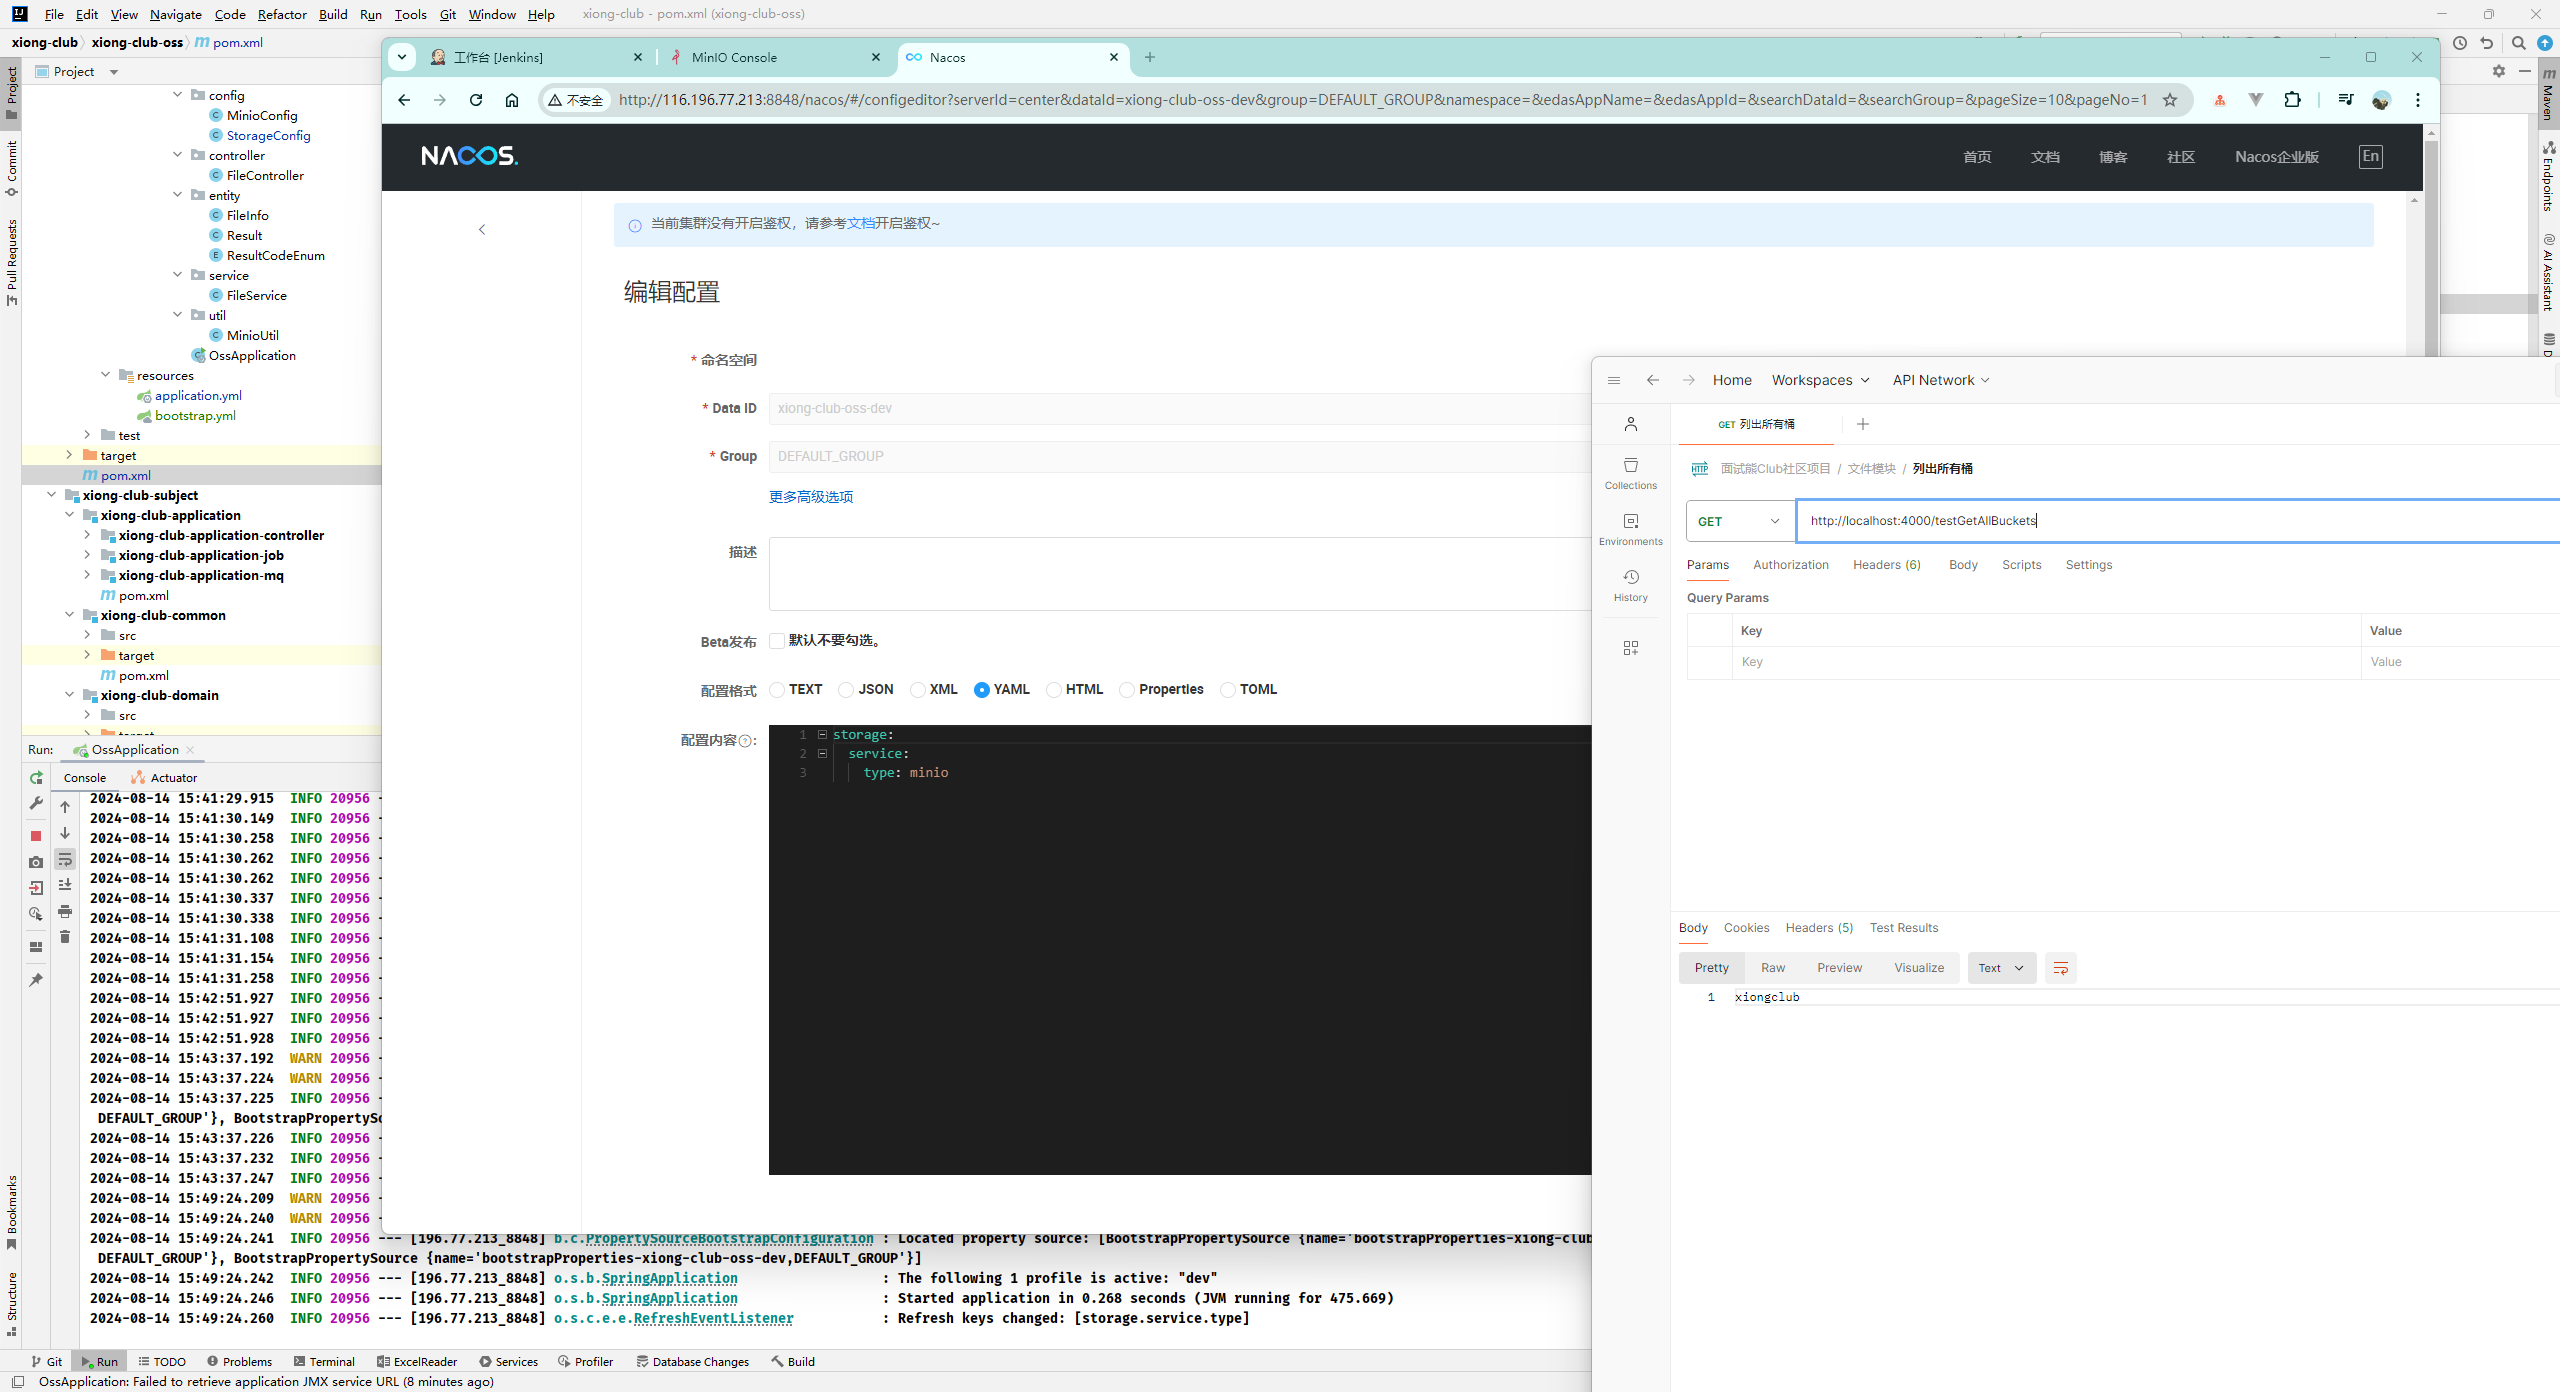 File Edit View Navigate Code Refactor Build Run Tools Git Window Help xiong-club - pom.xml (xiong-club-oss)
xiong-club xiong-club-oss pom.xml
Project
Project
Commit
Pull Requests
Bookmarks
Structure
Maven
Endpoints
AI Assistant
config
MinioConfig
StorageConfig
controller
FileController
entity
FileInfo
Result
ResultCodeEnum
service
FileService
util
MinioUtil
OssApplication
resources
application.yml
bootstrap.yml
test
target
pom.xml
xiong-club-subject
xiong-club-application
xiong-club-application-controller
xiong-club-application-job
xiong-club-application-mq
pom.xml
xiong-club-common
src
target
pom.xml
xiong-club-domain
src
target
工作台 [Jenkins]
MinIO Console
Nacos
不安全 http://116.196.77.213:8848/nacos/#/configeditor?serverId=center&dataId=xiong-club-oss-dev&group=DEFAULT_GROUP&namespace=&edasAppName=&edasAppId=&searchDataId=&searchGroup=&pageSize=10&pageNo=1
NACOS.
首页 文档 博客 社区 Nacos企业版 En
当前集群没有开启鉴权，请参考文档开启鉴权~
编辑配置
* 命名空间
* Data ID xiong-club-oss-dev
* Group DEFAULT_GROUP
更多高级选项
描述
Beta发布 默认不要勾选。
配置格式 TEXT JSON XML YAML HTML Properties TOML
配置内容?:
1 storage:
2 service:
3 type: minio
Home Workspaces API Network
GET 列出所有桶
HTTP 面试熊Club社区项目 / 文件模块 / 列出所有桶
Collections
Environments
History
GET http://localhost:4000/testGetAllBuckets
Params Authorization Headers (6) Body Scripts Settings
Query Params
Key Value
Key Value
Body Cookies Headers (5) Test Results
Pretty Raw Preview Visualize Text
1 xiongclub
Run: OssApplication
Console Actuator
2024-08-14 15:41:29.915 INFO 20956 -
2024-08-14 15:41:30.149 INFO 20956 -
2024-08-14 15:41:30.258 INFO 20956 -
2024-08-14 15:41:30.262 INFO 20956 -
2024-08-14 15:41:30.262 INFO 20956 -
2024-08-14 15:41:30.337 INFO 20956 -
2024-08-14 15:41:30.338 INFO 20956 -
2024-08-14 15:41:31.108 INFO 20956 -
2024-08-14 15:41:31.154 INFO 20956 -
2024-08-14 15:41:31.258 INFO 20956 -
2024-08-14 15:42:51.927 INFO 20956 -
2024-08-14 15:42:51.927 INFO 20956 -
2024-08-14 15:42:51.928 INFO 20956 -
2024-08-14 15:43:37.192 WARN 20956 -
2024-08-14 15:43:37.224 WARN 20956 -
2024-08-14 15:43:37.225 INFO 20956 -
DEFAULT_GROUP'}, BootstrapPropertySo
2024-08-14 15:43:37.226 INFO 20956 -
2024-08-14 15:43:37.232 INFO 20956 -
2024-08-14 15:43:37.247 INFO 20956 -
2024-08-14 15:49:24.209 WARN 20956 -
2024-08-14 15:49:24.240 WARN 20956 -
2024-08-14 15:49:24.241 INFO 20956 --- [196.77.213_8848] b.c.PropertySourceBootstrapConfiguration : Located property source: [BootstrapPropertySource {name='bootstrapProperties-xiong-club
DEFAULT_GROUP'}, BootstrapPropertySource {name='bootstrapProperties-xiong-club-oss-dev,DEFAULT_GROUP'}]
2024-08-14 15:49:24.242 INFO 20956 --- [196.77.213_8848] o.s.b.SpringApplication : The following 1 profile is active: "dev"
2024-08-14 15:49:24.246 INFO 20956 --- [196.77.213_8848] o.s.b.SpringApplication : Started application in 0.268 seconds (JVM running for 475.669)
2024-08-14 15:49:24.260 INFO 20956 --- [196.77.213_8848] o.s.c.e.e.RefreshEventListener : Refresh keys changed: [storage.service.type]
Git Run TODO Problems Terminal ExcelReader Services Profiler Database Changes Build
OssApplication: Failed to retrieve application JMX service URL (8 minutes ago)